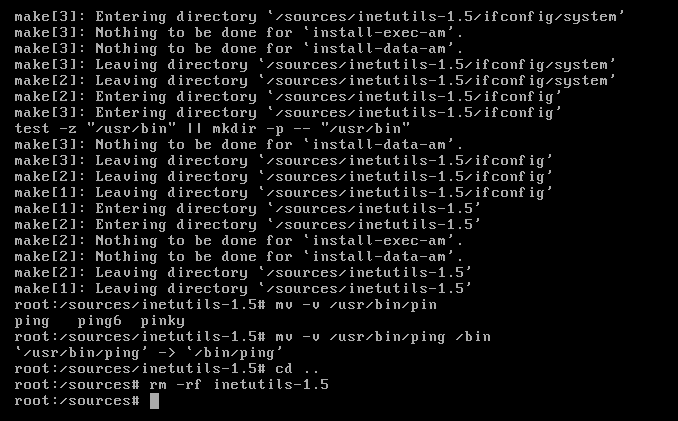 make[3]: Entering directory `/sources/inetutils-1.5/ifconfig/system'
make[3]: Nothing to be done for `install-exec-am'.
make[3]: Nothing to be done for `install-data-am'.
make[3]: Leaving directory `/sources/inetutils-1.5/ifconfig/system'
make[2]: Leaving directory `/sources/inetutils-1.5/ifconfig/system'
make[2]: Entering directory `/sources/inetutils-1.5/ifconfig'
make[3]: Entering directory `/sources/inetutils-1.5/ifconfig'
test -z "/usr/bin" || mkdir -p -- "/usr/bin"
make[3]: Nothing to be done for `install-data-am'.
make[3]: Leaving directory `/sources/inetutils-1.5/ifconfig'
make[2]: Leaving directory `/sources/inetutils-1.5/ifconfig'
make[1]: Leaving directory `/sources/inetutils-1.5/ifconfig'
make[1]: Entering directory `/sources/inetutils-1.5'
make[2]: Entering directory `/sources/inetutils-1.5'
make[2]: Nothing to be done for `install-exec-am'.
make[2]: Nothing to be done for `install-data-am'.
make[2]: Leaving directory `/sources/inetutils-1.5'
make[1]: Leaving directory `/sources/inetutils-1.5'
root:/sources/inetutils-1.5# mv -v /usr/bin/pin
ping   ping6  pinky
root:/sources/inetutils-1.5# mv -v /usr/bin/ping /bin
`/usr/bin/ping' -> `/bin/ping'
root:/sources/inetutils-1.5# cd ..
root:/sources# rm -rf inetutils-1.5
root:/sources#